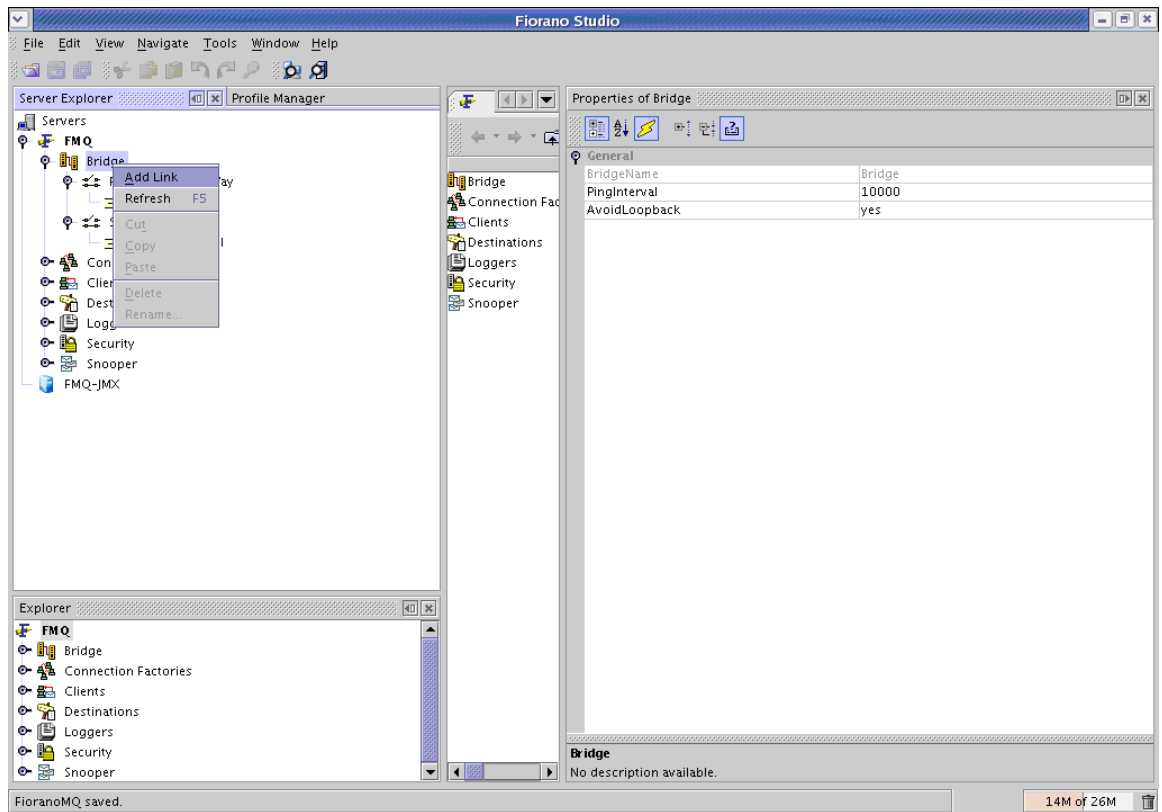 Fiorano Studio
File Edit View Navigate Tools Window Help
Server Explorer Profile Manager
Servers
FMQ
Bridge
Add Link
Refresh F5
Cut
Copy
Paste
Delete
Rename...
Security
Snooper
FMQ-JMX
Explorer
FMQ
Bridge
Connection Factories
Clients
Destinations
Loggers
Security
Snooper
Bridge
Connection Fac
Clients
Destinations
Loggers
Security
Snooper
Properties of Bridge
General
BridgeName Bridge
PingInterval 10000
AvoidLoopback yes
Bridge
No description available.
FioranoMQ saved.
14M of 26M